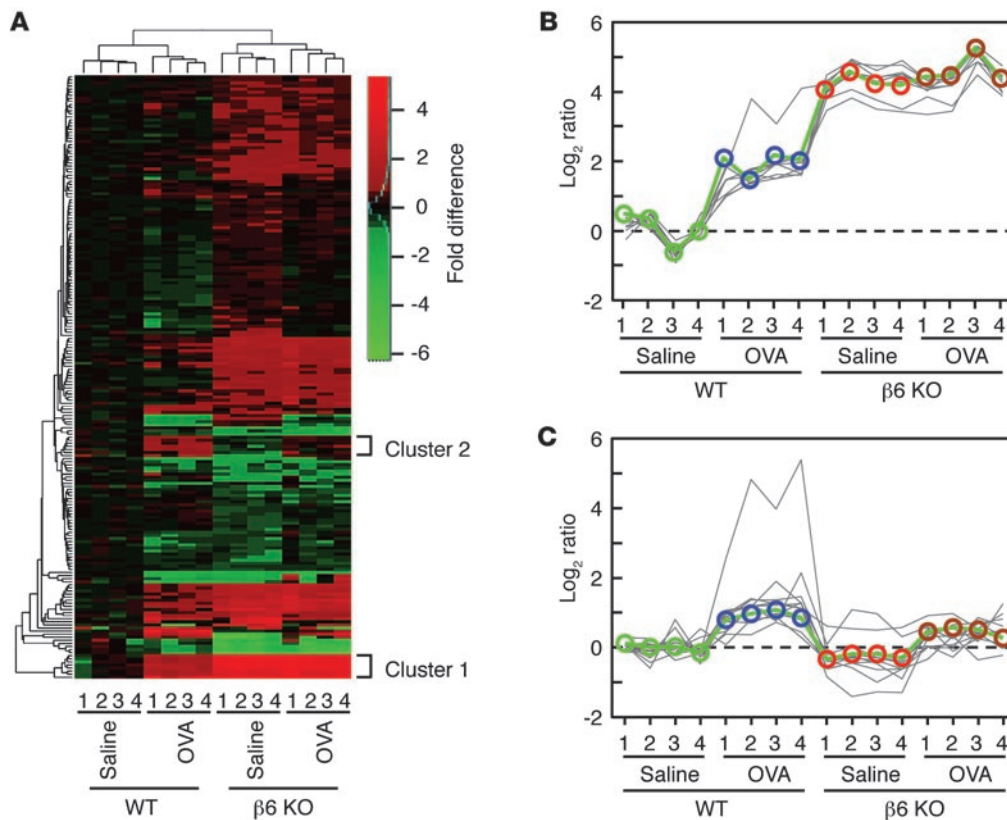 A
4
2
0
-2
-4
-6
Fold difference
Cluster 2
Cluster 1
1 2 3 4 1 2 3 4 1 2 3 4 1 2 3 4
Saline OVA Saline OVA
WT β6 KO
B
6
4
2
0
-2
Log2 ratio
1 2 3 4 1 2 3 4 1 2 3 4 1 2 3 4
Saline OVA Saline OVA
WT β6 KO
C
6
4
2
0
-2
Log2 ratio
1 2 3 4 1 2 3 4 1 2 3 4 1 2 3 4
Saline OVA Saline OVA
WT β6 KO